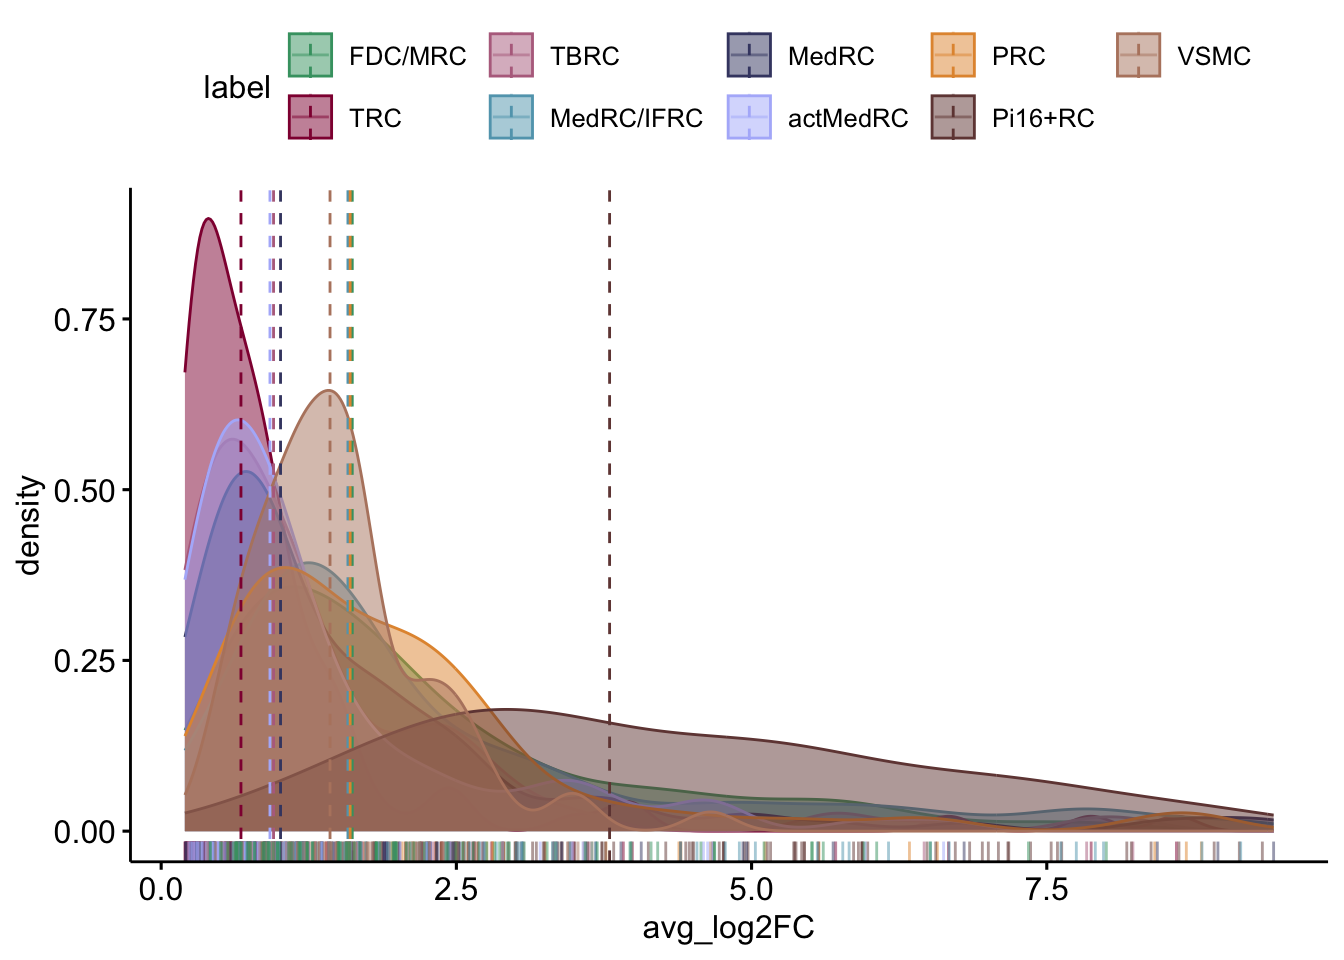 label
FDC/MRC TBRC MedRC PRC VSMC
TRC MedRC/IFRC actMedRC Pi16+RC
density
0.75
0.50
0.25
0.00
0.0 2.5 5.0 7.5
avg_log2FC